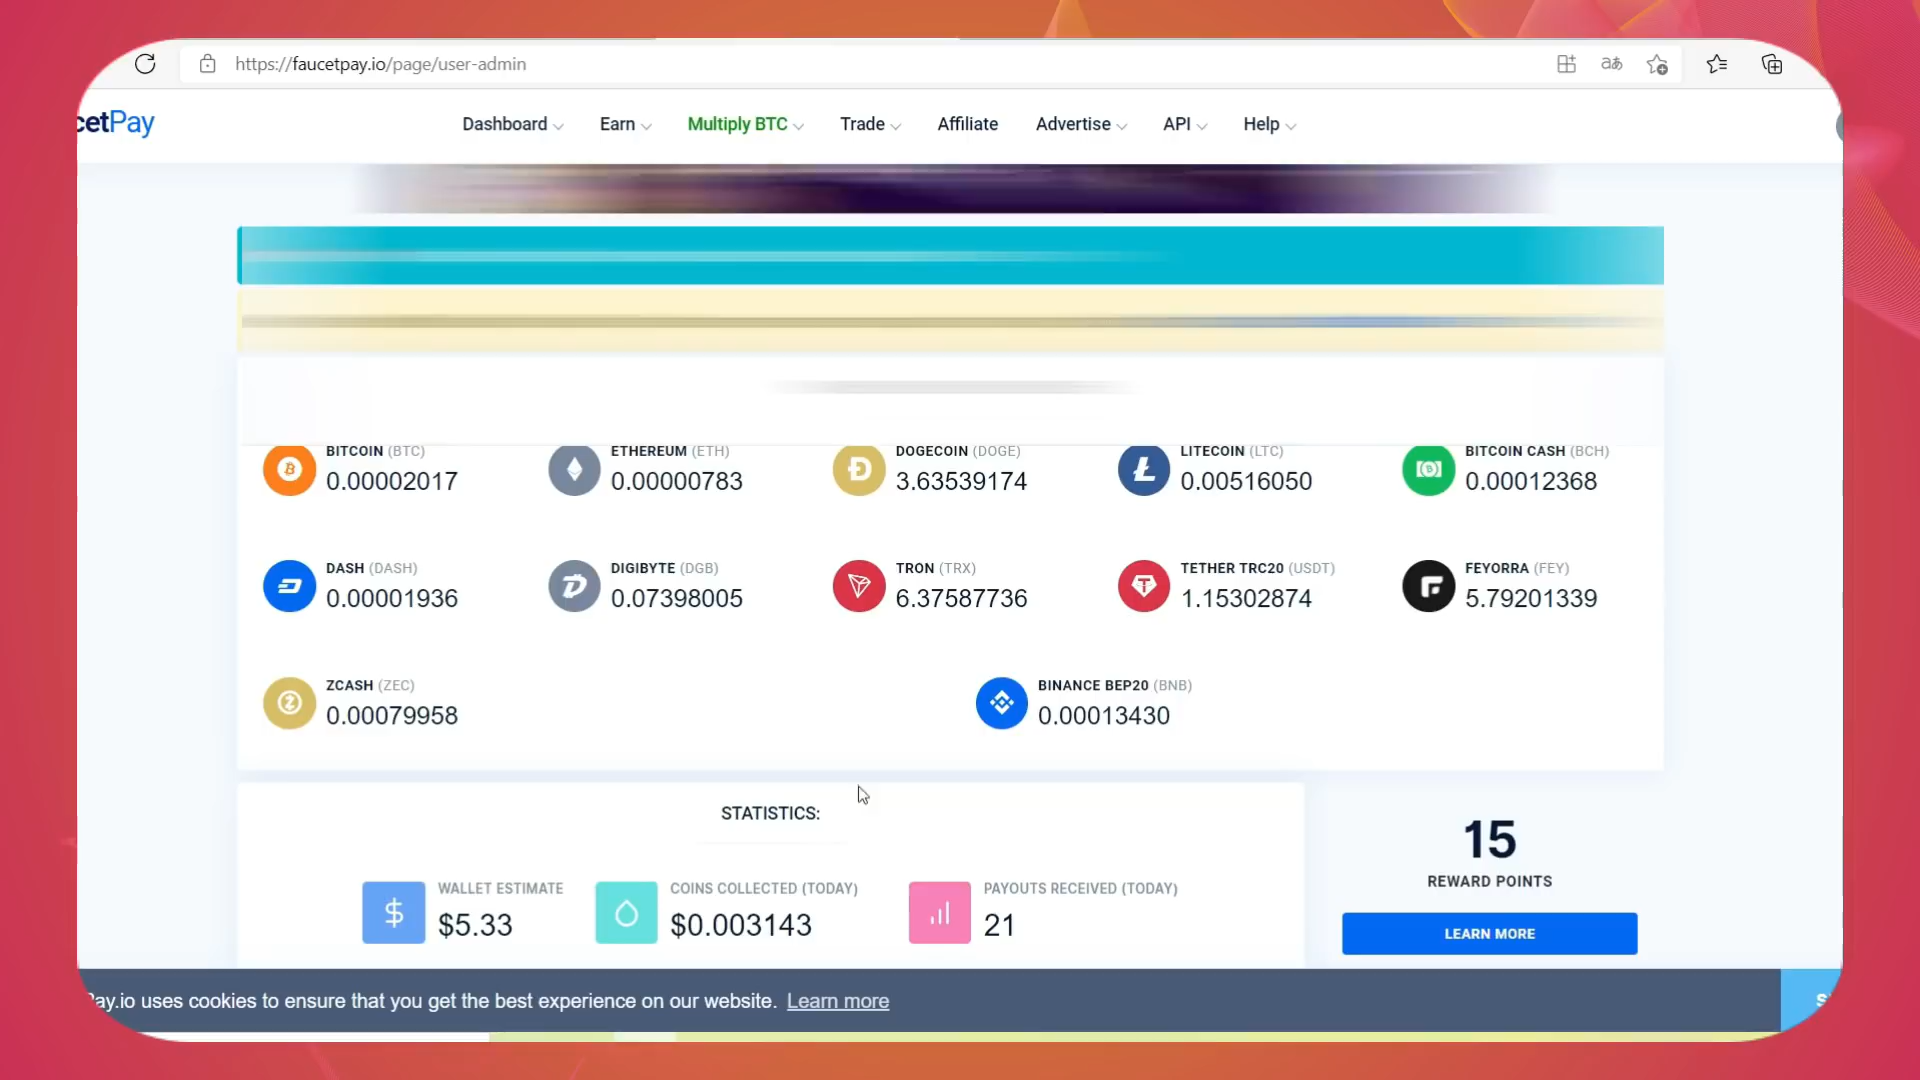 https://faucetpay.io/page/user-admin
cetPay
Dashboard Earn Multiply BTC Trade Affiliate Advertise API Help
BITCOIN (BTC) ETHEREUM (ETH) DOGECOIN (DOGE) LITECOIN (LTC) BITCOIN CASH (BCH)
0.00002017 0.00000783 3.63539174 0.00516050 0.00012368
DASH (DASH) DIGIBYTE (DGB) TRON (TRX) TETHER TRC20 (USDT) FEYORRA (FEY)
0.00001936 0.07398005 6.37587736 1.15302874 5.79201339
ZCASH (ZEC) BINANCE BEP20 (BNB)
0.00079958 0.00013430
STATISTICS:
WALLET ESTIMATE COINS COLLECTED (TODAY) PAYOUTS RECEIVED (TODAY)
$5.33 $0.003143 21
15
REWARD POINTS
LEARN MORE
Pay.io uses cookies to ensure that you get the best experience on our website. Learn more